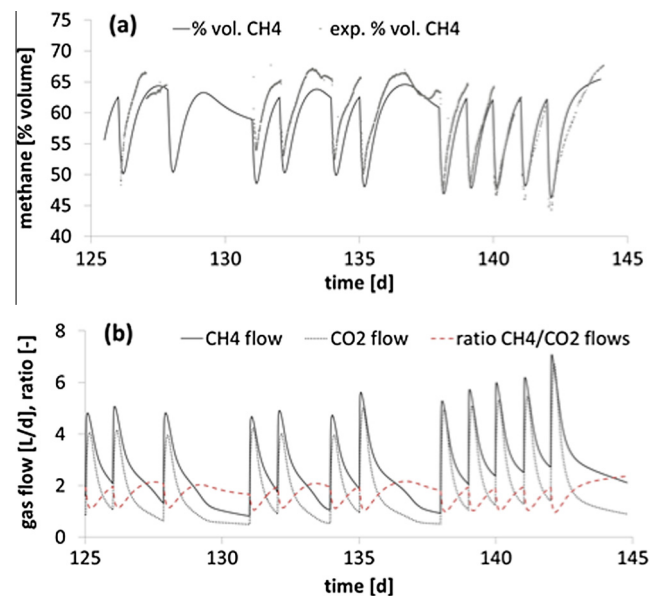 (a)
% vol. CH4
exp. % vol. CH4
methane [% volume]
75
70
65
60
55
50
45
40
125
130
135
140
145
time [d]
(b)
CH4 flow
CO2 flow
ratio CH4/CO2 flows
gas flow [L/d], ratio [-]
8
6
4
2
0
125
130
135
140
145
time [d]